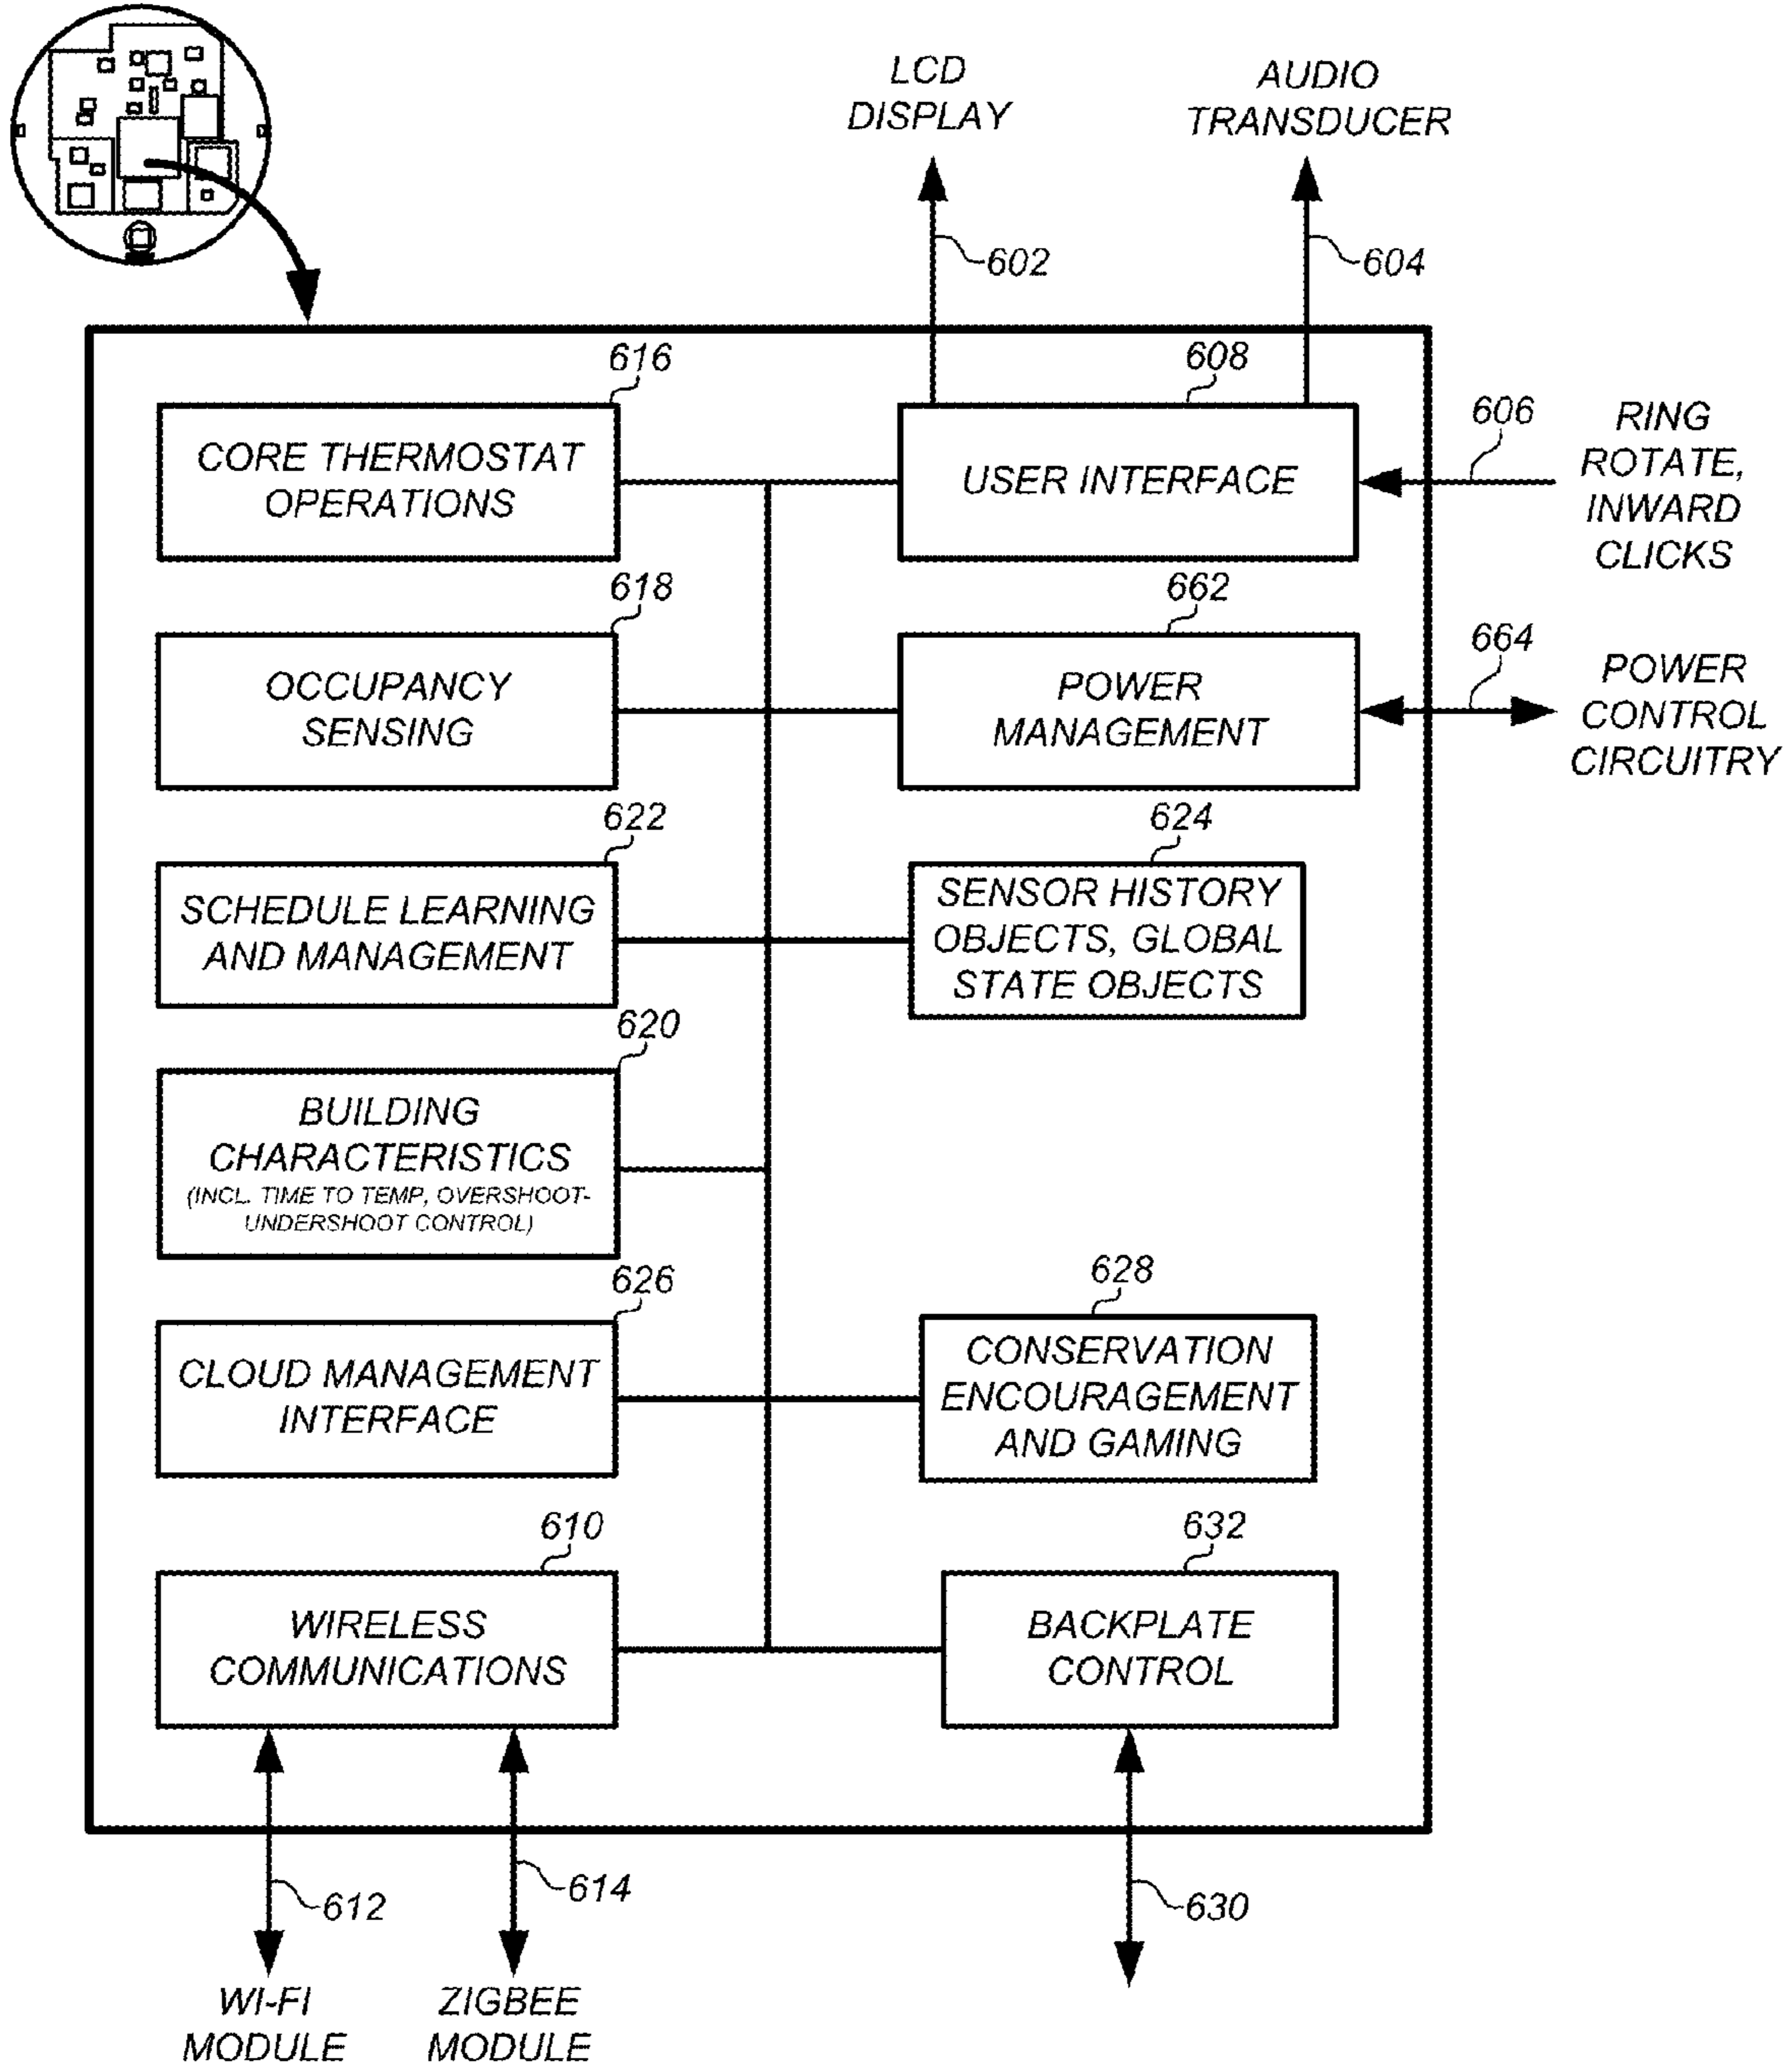 LCD
DISPLAY
AUDIO
TRANSDUCER
602
604
616
608
CORE THERMOSTAT
OPERATIONS
USER INTERFACE
606
RING
ROTATE,
INWARD
CLICKS
618
662
OCCUPANCY
SENSING
POWER
MANAGEMENT
664
POWER
CONTROL
CIRCUITRY
622
624
SCHEDULE LEARNING
AND MANAGEMENT
SENSOR HISTORY
OBJECTS, GLOBAL
STATE OBJECTS
620
BUILDING
CHARACTERISTICS
(INCL. TIME TO TEMP, OVERSHOOT-
UNDERSHOOT CONTROL)
626
628
CLOUD MANAGEMENT
INTERFACE
CONSERVATION
ENCOURAGEMENT
AND GAMING
610
632
WIRELESS
COMMUNICATIONS
BACKPLATE
CONTROL
612
614
630
WI-FI
MODULE
ZIGBEE
MODULE